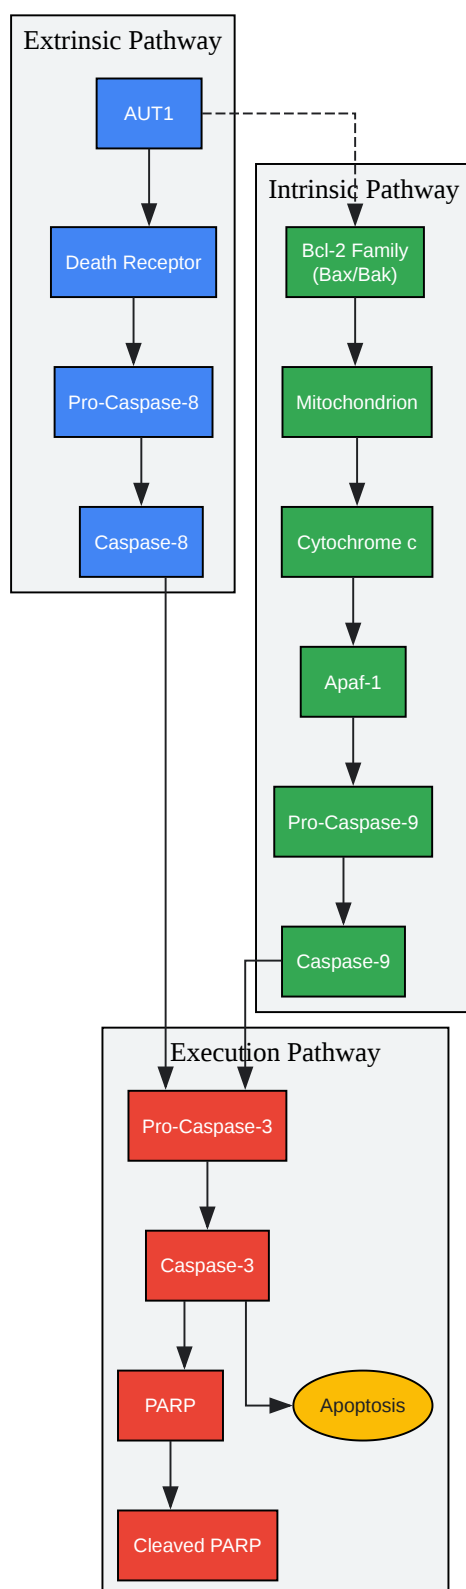 Extrinsic Pathway
AUT1
Death Receptor
Pro-Caspase-8
Caspase-8
Intrinsic Pathway
Bcl-2 Family
(Bax/Bak)
Mitochondrion
Cytochrome c
Apaf-1
Pro-Caspase-9
Caspase-9
Execution Pathway
Pro-Caspase-3
Caspase-3
PARP
Apoptosis
Cleaved PARP